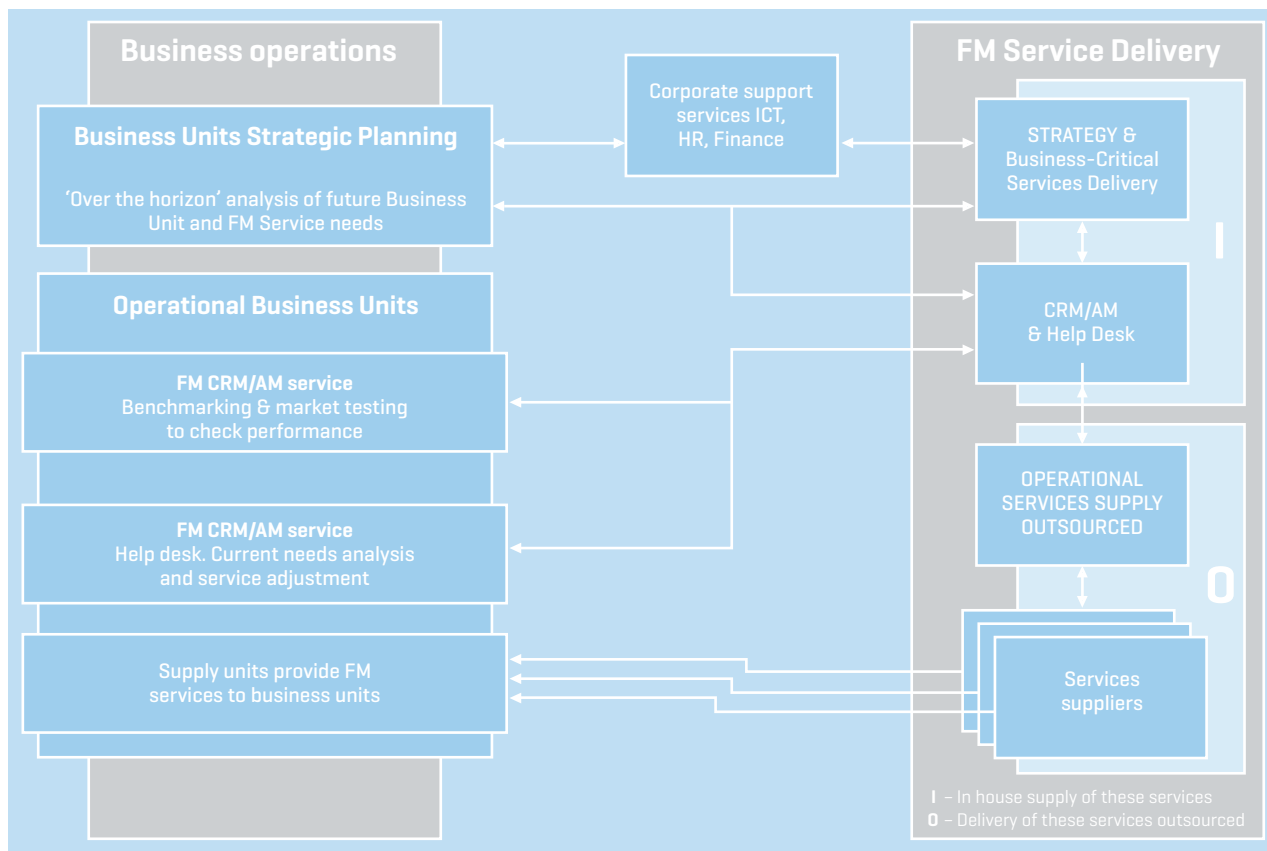 Business operations
Business Units Strategic Planning
‘Over the horizon’ analysis of future Business
Unit and FM Service needs
Operational Business Units
FM CRM/AM service
Benchmarking & market testing
to check performance
FM CRM/AM service
Help desk. Current needs analysis
and service adjustment
Supply units provide FM
services to business units
Corporate support
services ICT,
HR, Finance
FM Service Delivery
STRATEGY &
Business-Critical
Services Delivery
I
CRM/AM
& Help Desk
OPERATIONAL
SERVICES SUPPLY
OUTSOURCED
O
Services
suppliers
I – In house supply of these services
O – Delivery of these services outsourced